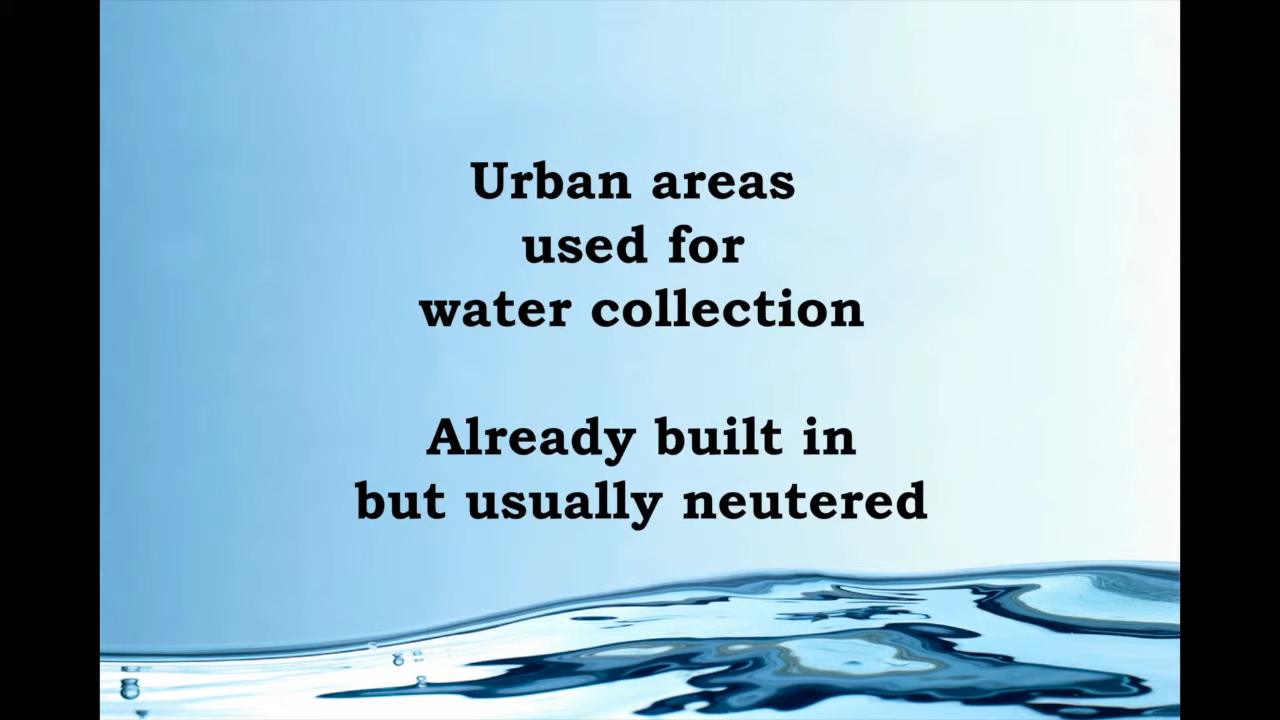 Urban areas
used for
water collection
Already built in
but usually neutered